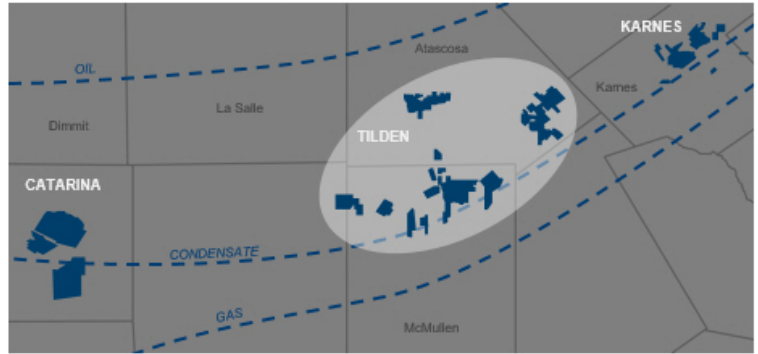 KARNES
Atascosa
OIL
Karnes
La Salle
Dimmit
TILDEN
CATARINA
CONDENSATE
GAS
McMullen